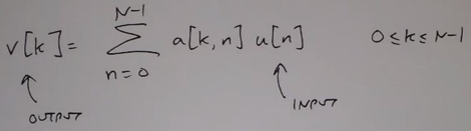 v[k] = N-1 ∑ n=0 a[k,n] u[n] 0 ≤ k ≤ N-1
↑ OUTPUT ↑ INPUT